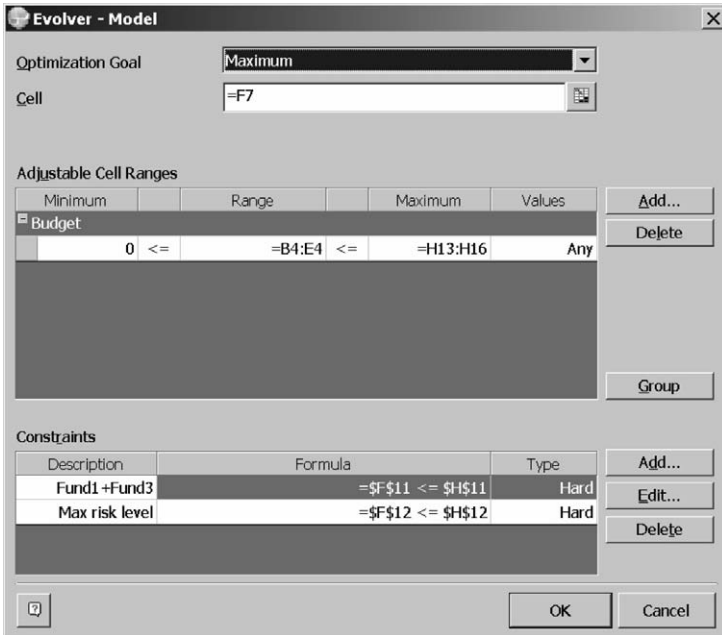 Evolver - Model
Optimization Goal Maximum
Cell =F7
Adjustable Cell Ranges
Minimum Range Maximum Values
Add...
Budget
Delete
0 <= =B4:E4 <= =H13:H16 Any
Group
Constraints
Description Formula Type
Add...
Fund1+Fund3 =$F$11 <= $H$11 Hard
Edit...
Max risk level =$F$12 <= $H$12 Hard
Delete
OK Cancel